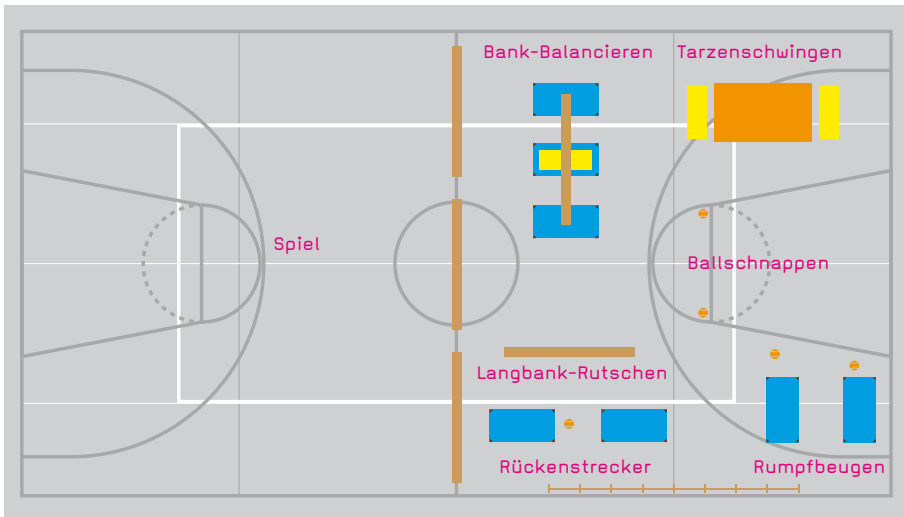 Bank-Balancieren
Tarzenschwingen
Spiel
Ballschnappen
Langbank-Rutschen
Rückenstrecker
Rumpfbeugen